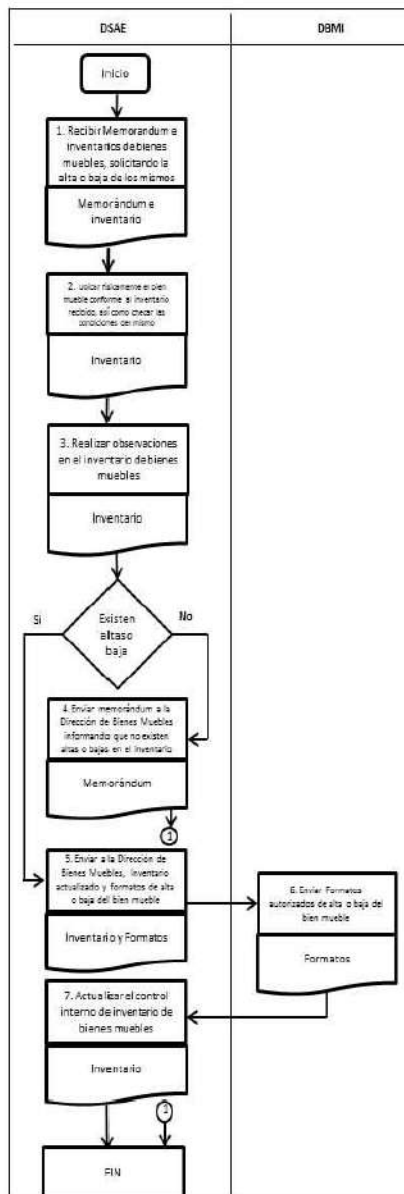 DSAE
DBMI
Inicio
1. Recibir Memorandum e
inventarios de bienes
muebles, solicitando la
alta o baja de los mismos
Memorándum e
inventario
2. Ubicar físicamente el bien
mueble conforme al inventario
recibido, así como checar las
condiciones del mismo
Inventario
3. Realizar observaciones
en el inventario de bienes
muebles
Inventario
Si
Existen
altas o
baja
No
4. Enviar memorándum a la
Dirección de Bienes Muebles
informando que no existen
altas o bajas en el inventario
Memorándum
1
5. Enviar a la Dirección de
Bienes Muebles, Inventario
actualizado y formatos de alta
o baja del bien mueble
Inventario y Formatos
6. Enviar Formatos
autorizados de alta o baja del
bien mueble
Formatos
7. Actualizar el control
interno de inventario de
bienes muebles
Inventario
1
FIN